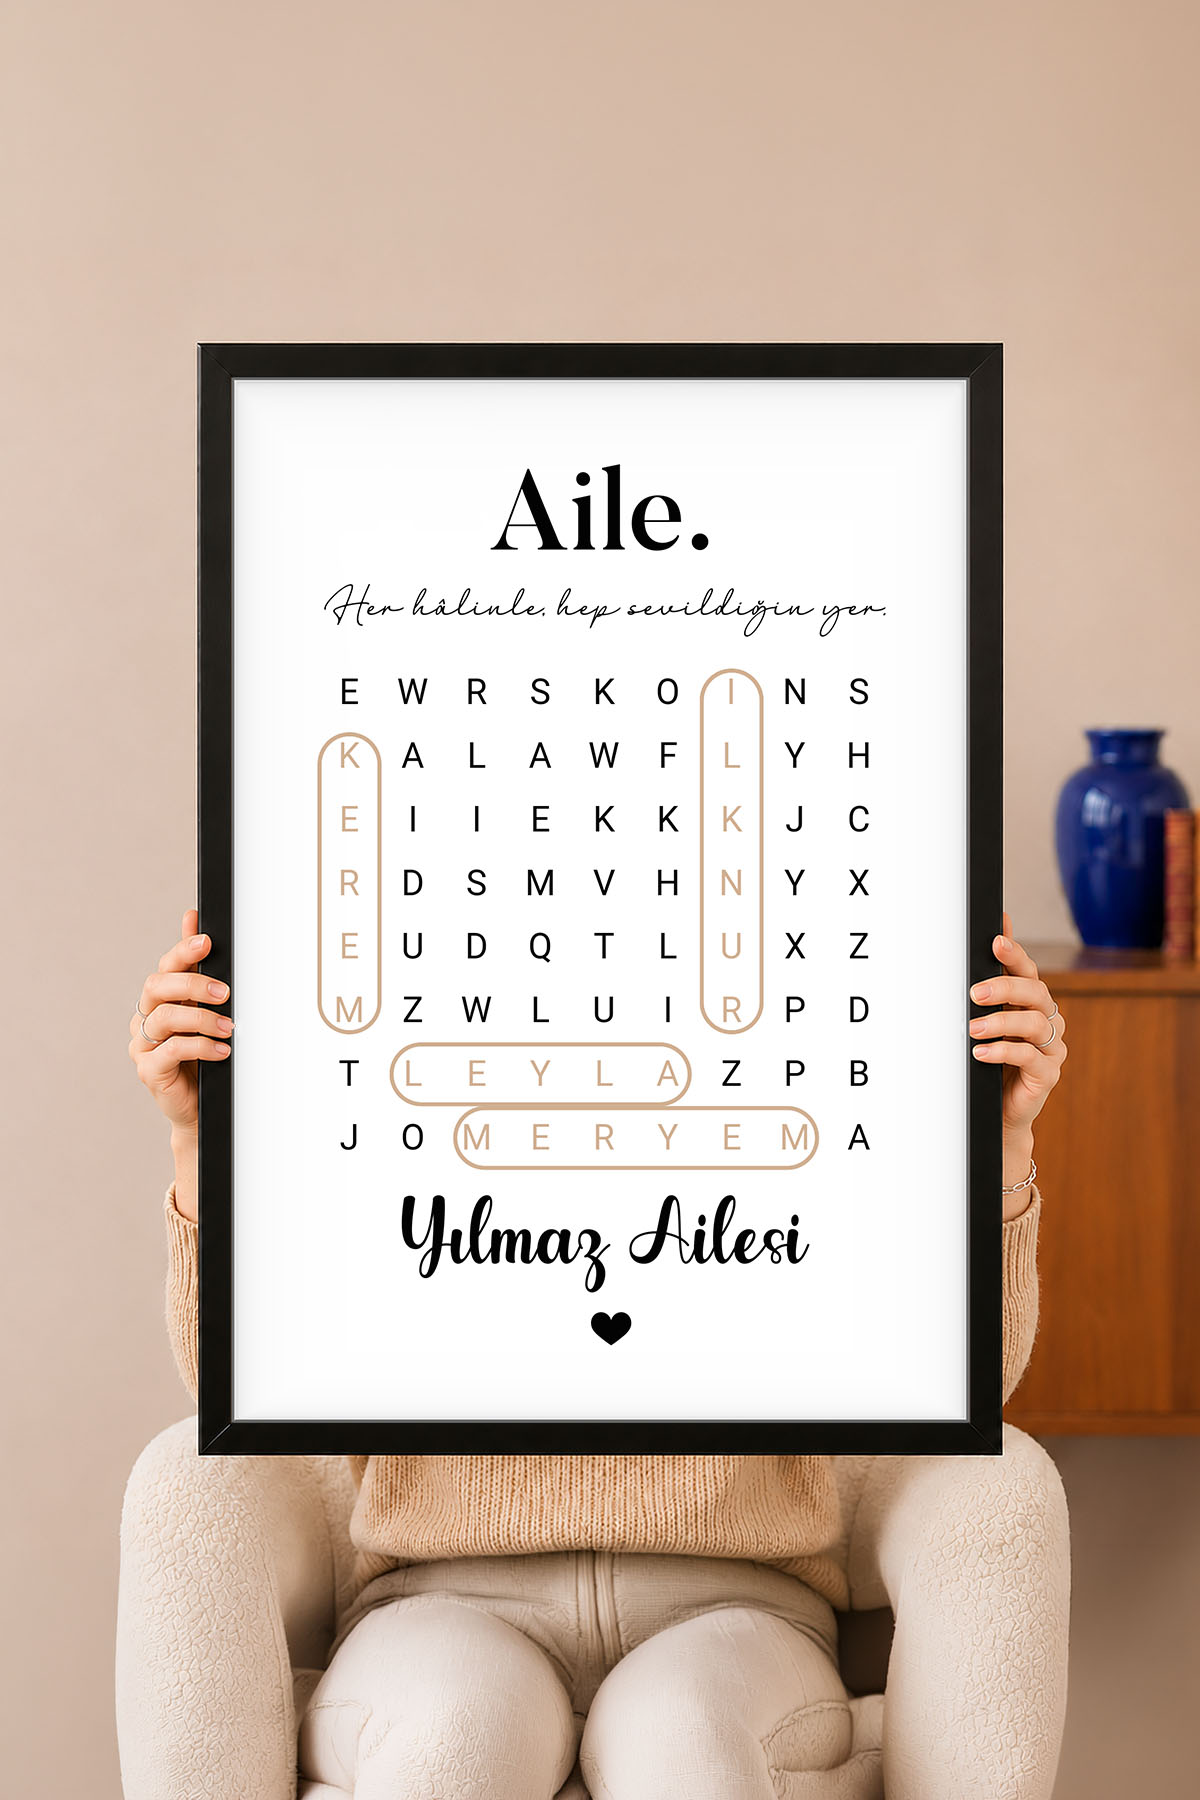 Aile.
Her hâlinle, hep sevildiğin yer.
E W R S K O I N S
K A L A W F L Y H
E I I E K K K J C
R D S M V H N Y X
E U D Q T L U X Z
M Z W L U I R P D
T L E Y L A Z P B
J O M E R Y E M A
Yılmaz Ailesi